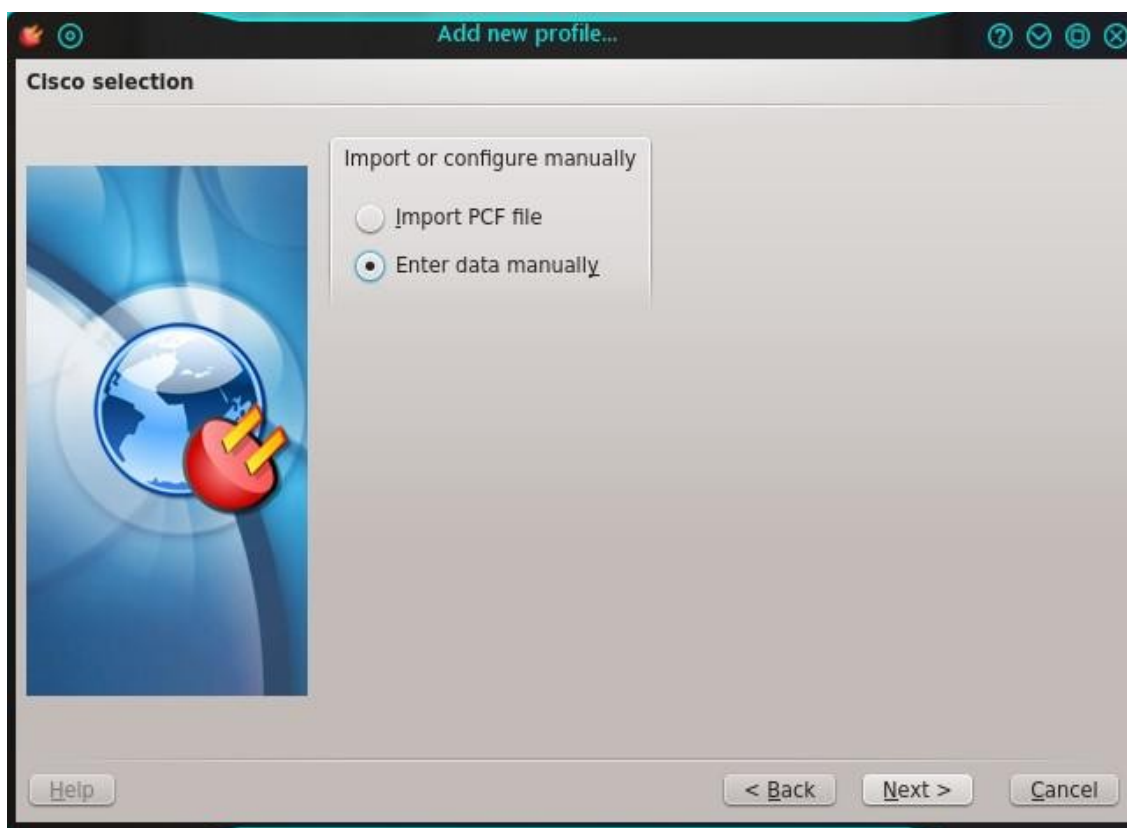 Add new profile...
Cisco selection
Import or configure manually
Import PCF file
Enter data manually
Help
< Back
Next >
Cancel